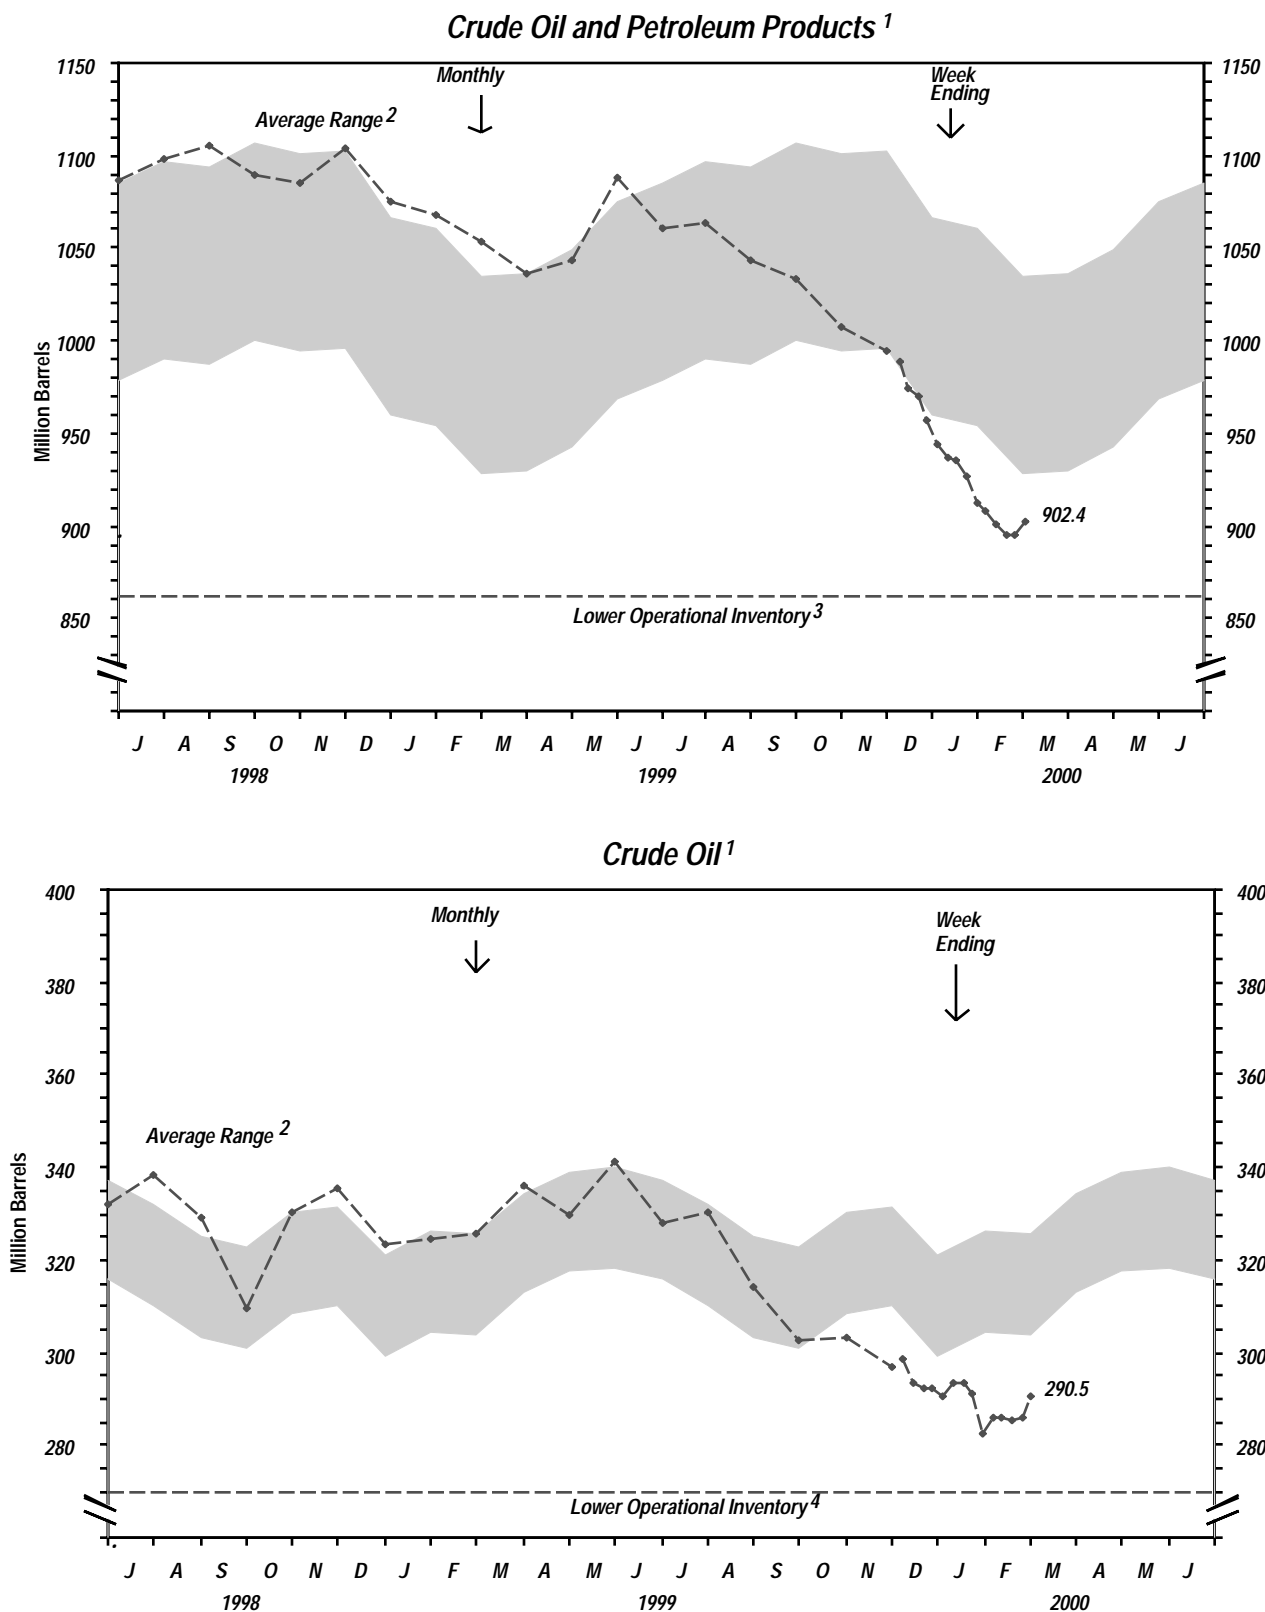 Crude Oil and Petroleum Products 1
1150 Monthly Week Ending 1150
Average Range 2
1100 1100
1050 1050
1000 1000
Million Barrels
950 950
902.4
900 900
Lower Operational Inventory 3
850 850
J A S O N D J F M A M J J A S O N D J F M A M J
1998 1999 2000
Crude Oil 1
400 400
Monthly Week
Ending
380 380
360 360
Average Range 2
340 340
Million Barrels
320 320
300 300
290.5
280 280
Lower Operational Inventory 4
J A S O N D J F M A M J J A S O N D J F M A M J
1998 1999 2000